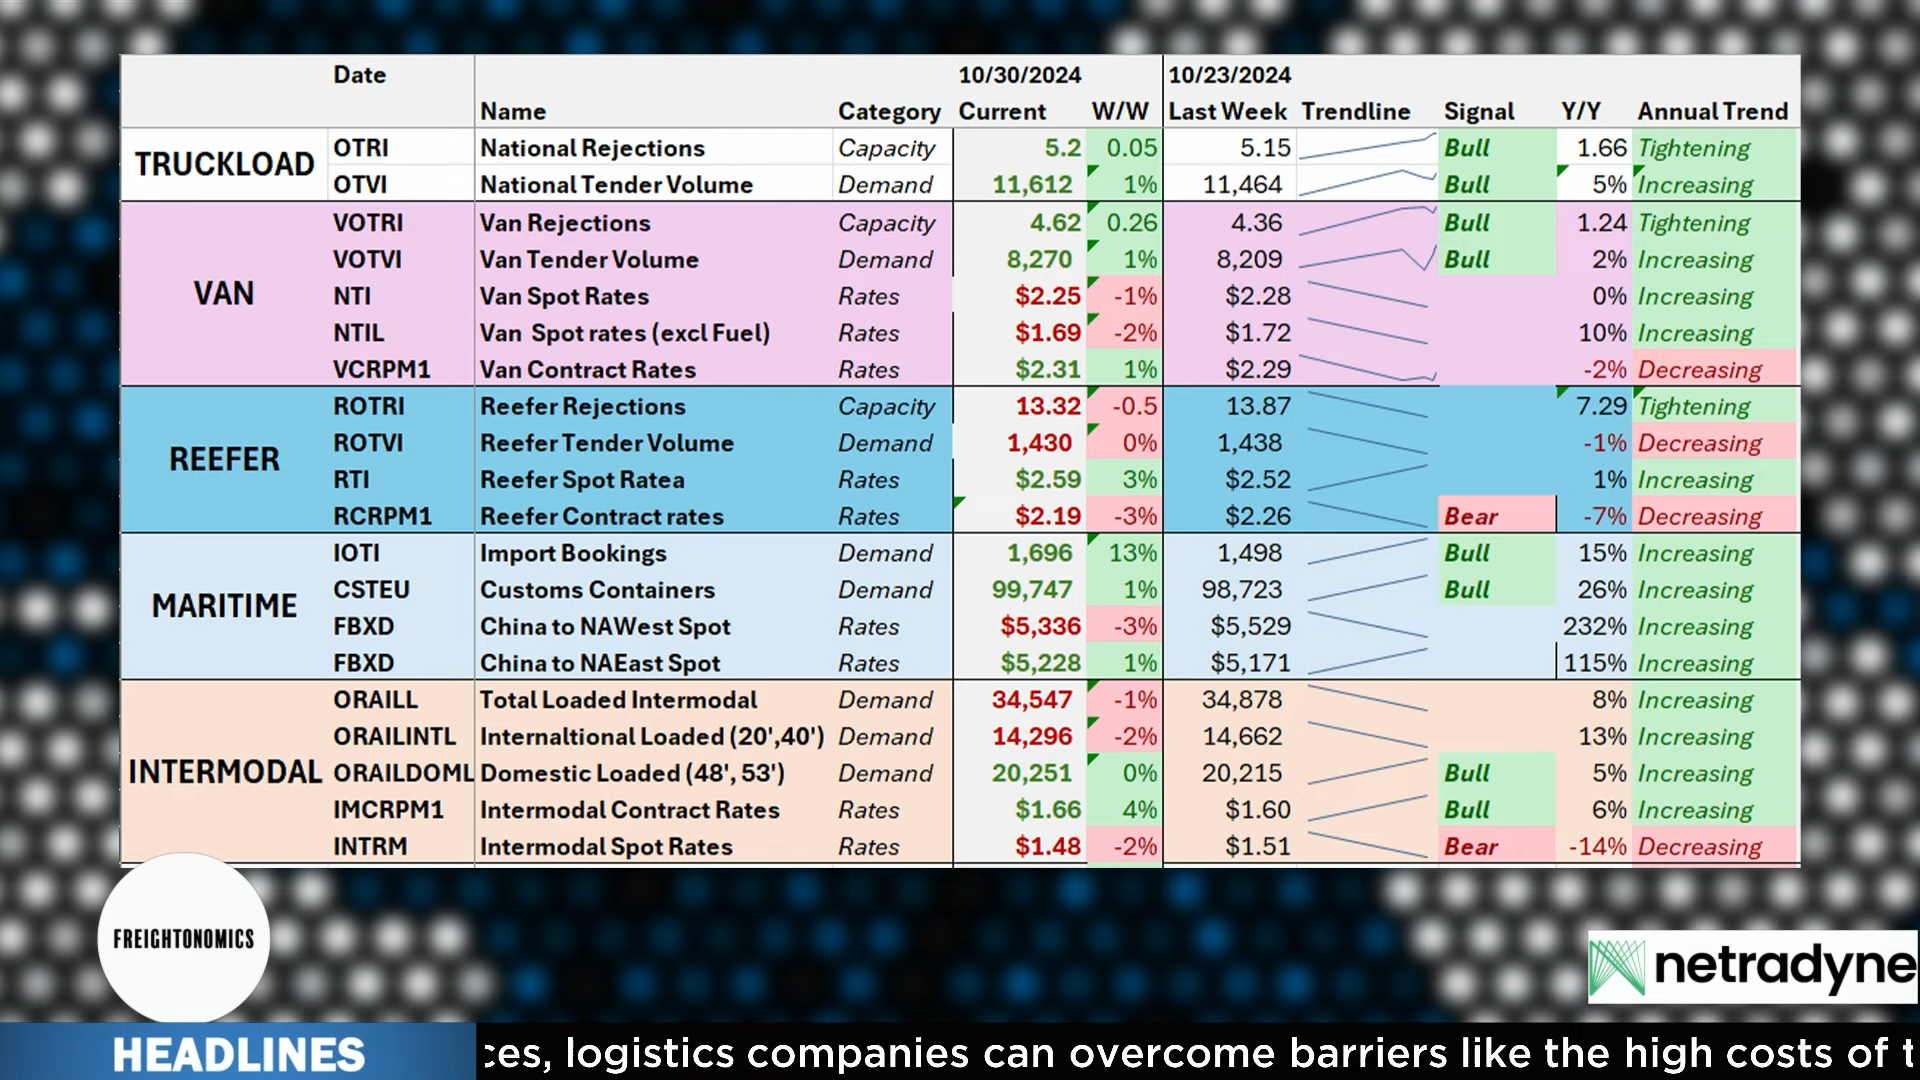 Date 10/30/2024 10/23/2024
Name Category Current W/W Last Week Trendline Signal Y/Y Annual Trend
TRUCKLOAD
OTRI National Rejections Capacity 5.2 0.05 5.15 Bull 1.66 Tightening
OTVI National Tender Volume Demand 11,612 1% 11,464 Bull 5% Increasing
VAN
VOTRI Van Rejections Capacity 4.62 0.26 4.36 Bull 1.24 Tightening
VOTVI Van Tender Volume Demand 8,270 1% 8,209 Bull 2% Increasing
NTI Van Spot Rates Rates $2.25 -1% $2.28 0% Increasing
NTIL Van Spot rates (excl Fuel) Rates $1.69 -2% $1.72 10% Increasing
VCRPM1 Van Contract Rates Rates $2.31 1% $2.29 -2% Decreasing
REEFER
ROTRI Reefer Rejections Capacity 13.32 -0.5 13.87 7.29 Tightening
ROTVI Reefer Tender Volume Demand 1,430 0% 1,438 -1% Decreasing
RTI Reefer Spot Ratea Rates $2.59 3% $2.52 1% Increasing
RCRPM1 Reefer Contract rates Rates $2.19 -3% $2.26 Bear -7% Decreasing
MARITIME
IOTI Import Bookings Demand 1,696 13% 1,498 Bull 15% Increasing
CSTEU Customs Containers Demand 99,747 1% 98,723 Bull 26% Increasing
FBXD China to NAWest Spot Rates $5,336 -3% $5,529 232% Increasing
FBXD China to NAEast Spot Rates $5,228 1% $5,171 115% Increasing
INTERMODAL
ORAILL Total Loaded Intermodal Demand 34,547 -1% 34,878 8% Increasing
ORAILINTL Internaltional Loaded (20',40') Demand 14,296 -2% 14,662 13% Increasing
ORAILDOML Domestic Loaded (48', 53') Demand 20,251 0% 20,215 Bull 5% Increasing
IMCRPM1 Intermodal Contract Rates Rates $1.66 4% $1.60 Bull 6% Increasing
INTRM Intermodal Spot Rates Rates $1.48 -2% $1.51 Bear -14% Decreasing
FREIGHTONOMICS
netradyne
HEADLINES
ces, logistics companies can overcome barriers like the high costs of t